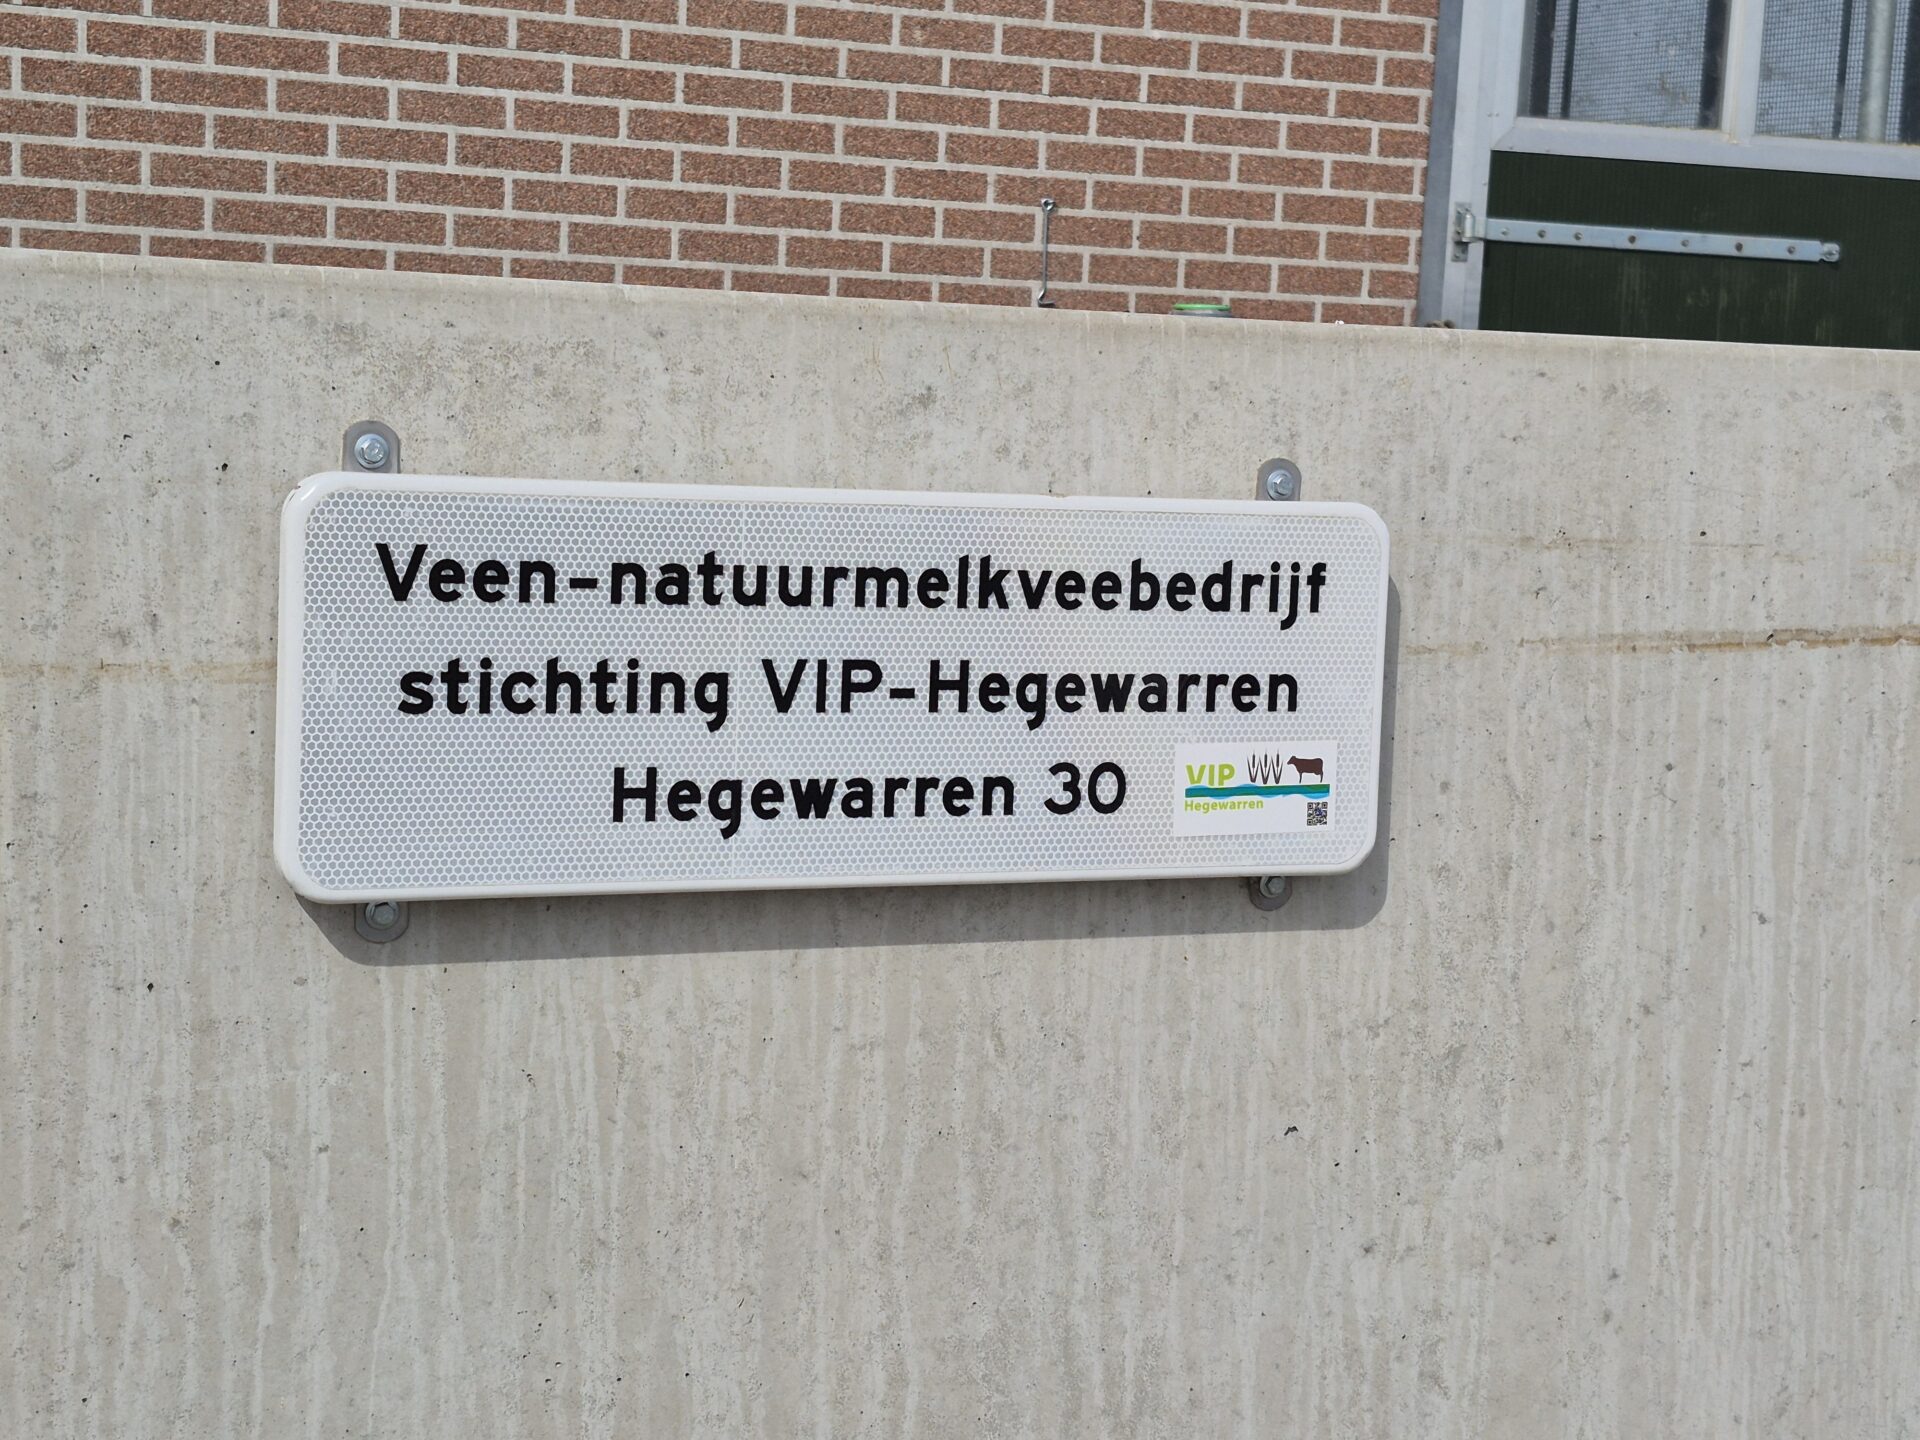 Veen-natuurmelkveebedrijf
stichting VIP-Hegewarren
Hegewarren 30
VIP
Hegewarren